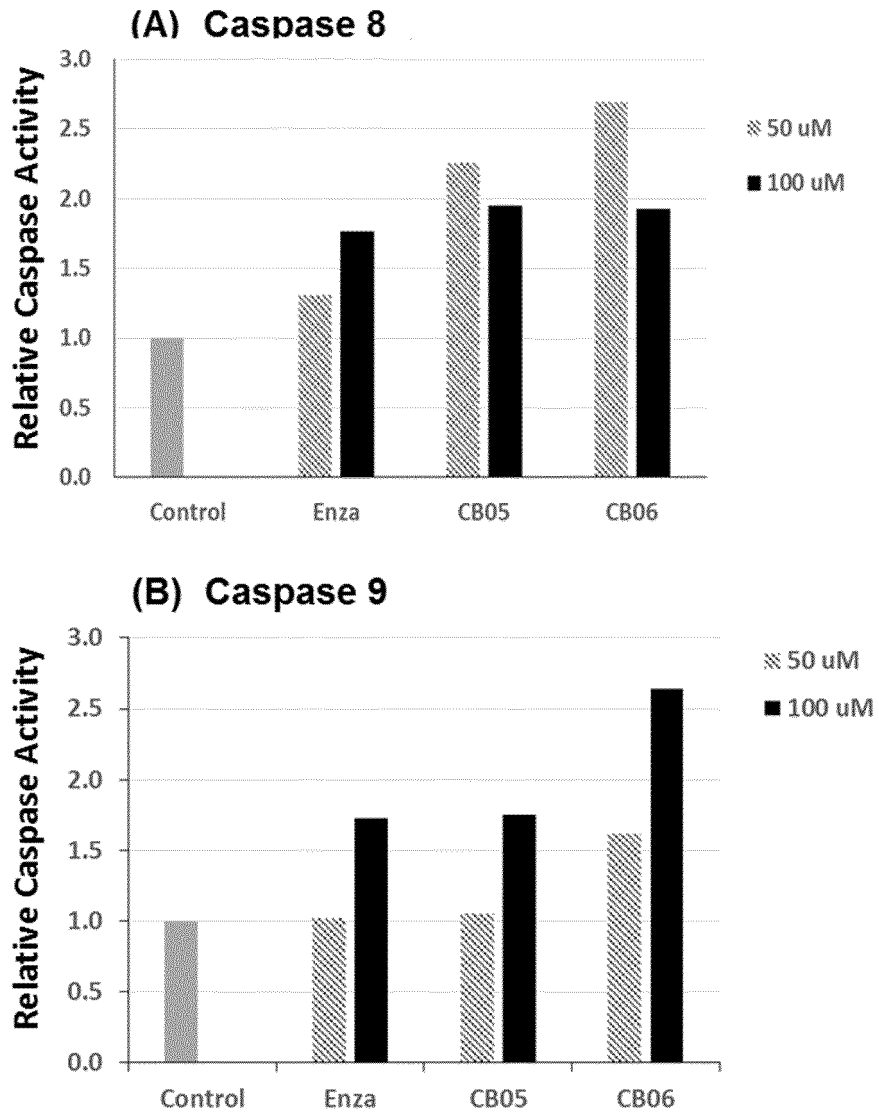 (A) Caspase 8
Relative Caspase Activity
3.0
2.5
2.0
1.5
1.0
0.5
0.0
Control Enza CB05 CB06
50 uM
100 uM
(B) Caspase 9
Relative Caspase Activity
3.0
2.5
2.0
1.5
1.0
0.5
0.0
Control Enza CB05 CB06
50 uM
100 uM